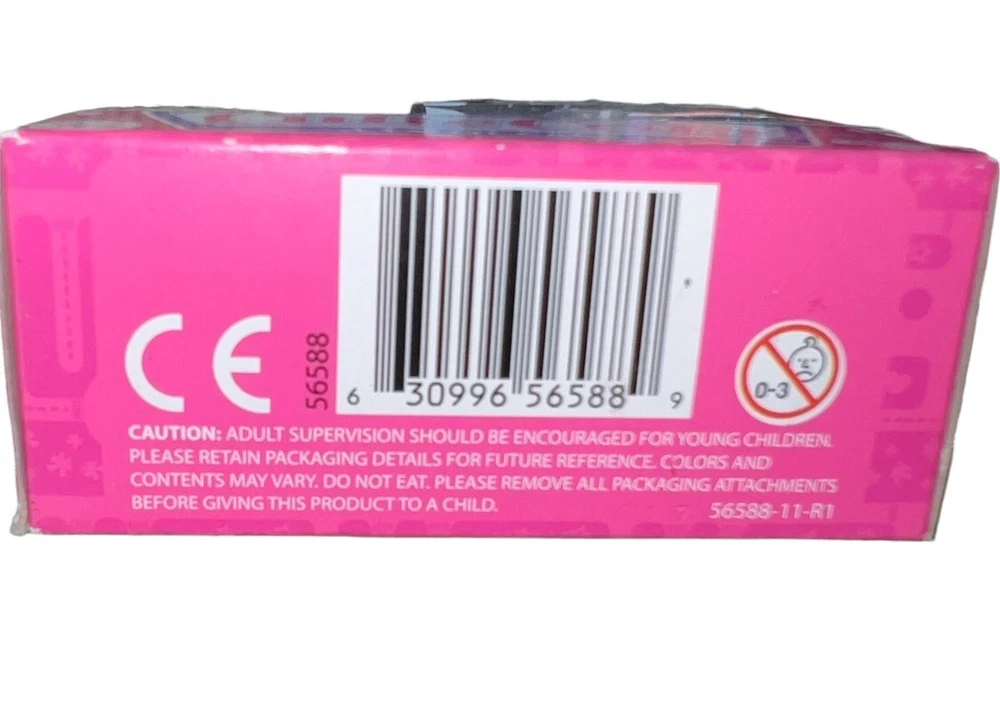 CE
56588
6 30996 56588 9
0-3
CAUTION: ADULT SUPERVISION SHOULD BE ENCOURAGED FOR YOUNG CHILDREN.
PLEASE RETAIN PACKAGING DETAILS FOR FUTURE REFERENCE. COLORS AND
CONTENTS MAY VARY. DO NOT EAT. PLEASE REMOVE ALL PACKAGING ATTACHMENTS
BEFORE GIVING THIS PRODUCT TO A CHILD.
56588-11-R1